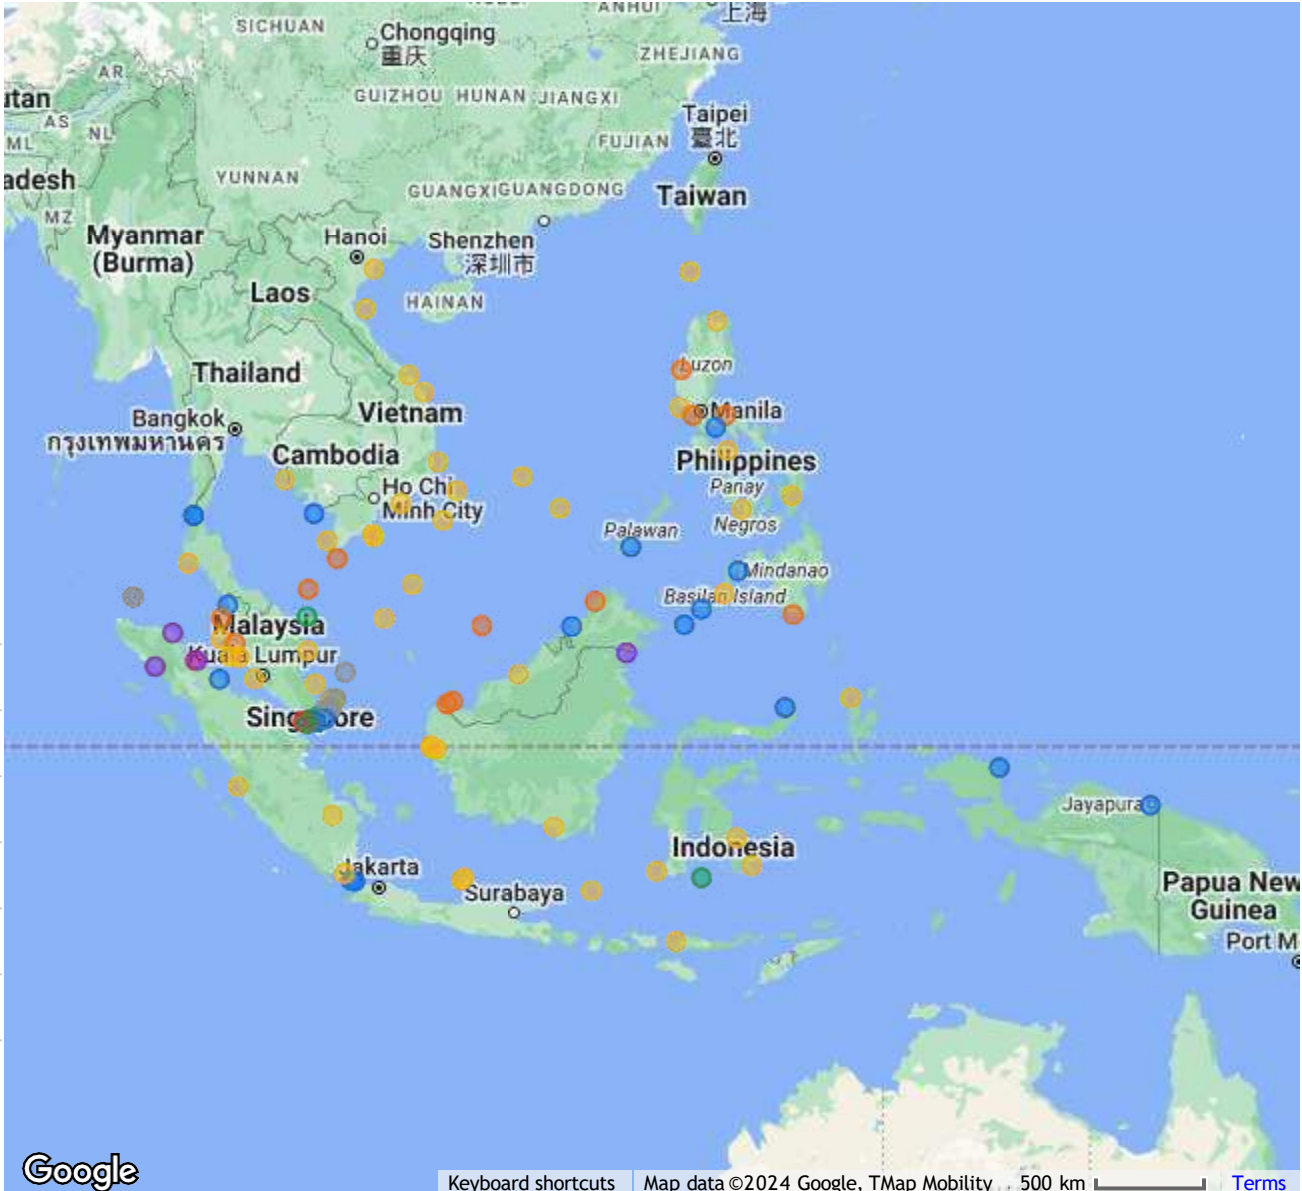 SICHUAN
Chongqing
重庆
ANHUI
上海
ZHEJIANG
AR
utan
AS
NL
ML
GUIZHOU
HUNAN
JIANGXI
Taipei
臺北
FUJIAN
adesh
YUNNAN
GUANGXI
GUANGDONG
Taiwan
MZ
Myanmar
(Burma)
Hanoi
Shenzhen
深圳市
Laos
HAINAN
Thailand
Luzon
Bangkok
กรุงเทพมหานคร
Vietnam
Manila
Cambodia
Philippines
Ho Chi
Minh City
Panay
Negros
Palawan
Mindanao
Basilan Island
Malaysia
Kuala Lumpur
Singapore
Jayapura
Jakarta
Indonesia
Surabaya
Papua New
Guinea
Port M
Google
Keyboard shortcuts
Map data ©2024 Google, TMap Mobility
500 km
Terms